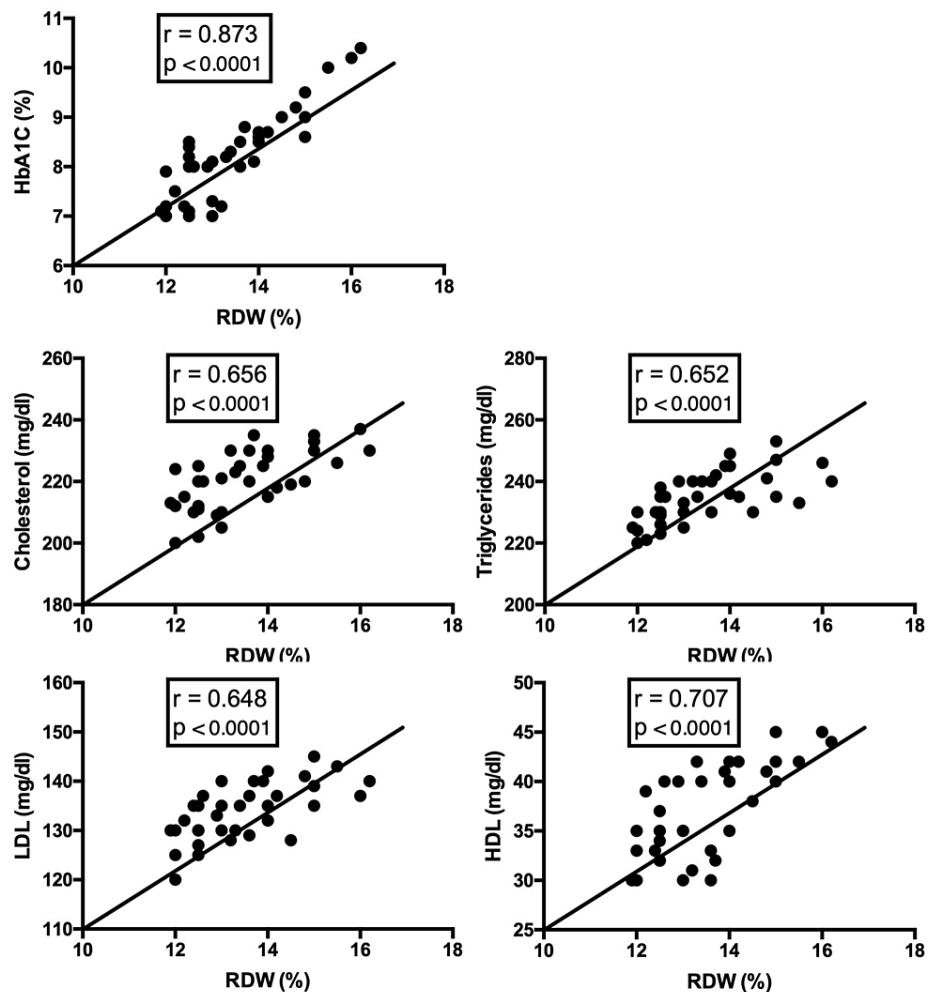 r = 0.873
p < 0.0001
HbA1C (%)
11
10
9
8
7
6
10 12 14 16 18
RDW (%)
r = 0.656
p < 0.0001
Cholesterol (mg/dl)
260
240
220
200
180
10 12 14 16 18
RDW (%)
r = 0.652
p < 0.0001
Triglycerides (mg/dl)
280
260
240
220
200
10 12 14 16 18
RDW (%)
r = 0.648
p < 0.0001
LDL (mg/dl)
160
150
140
130
120
110
10 12 14 16 18
RDW (%)
r = 0.707
p < 0.0001
HDL (mg/dl)
50
45
40
35
30
25
10 12 14 16 18
RDW (%)